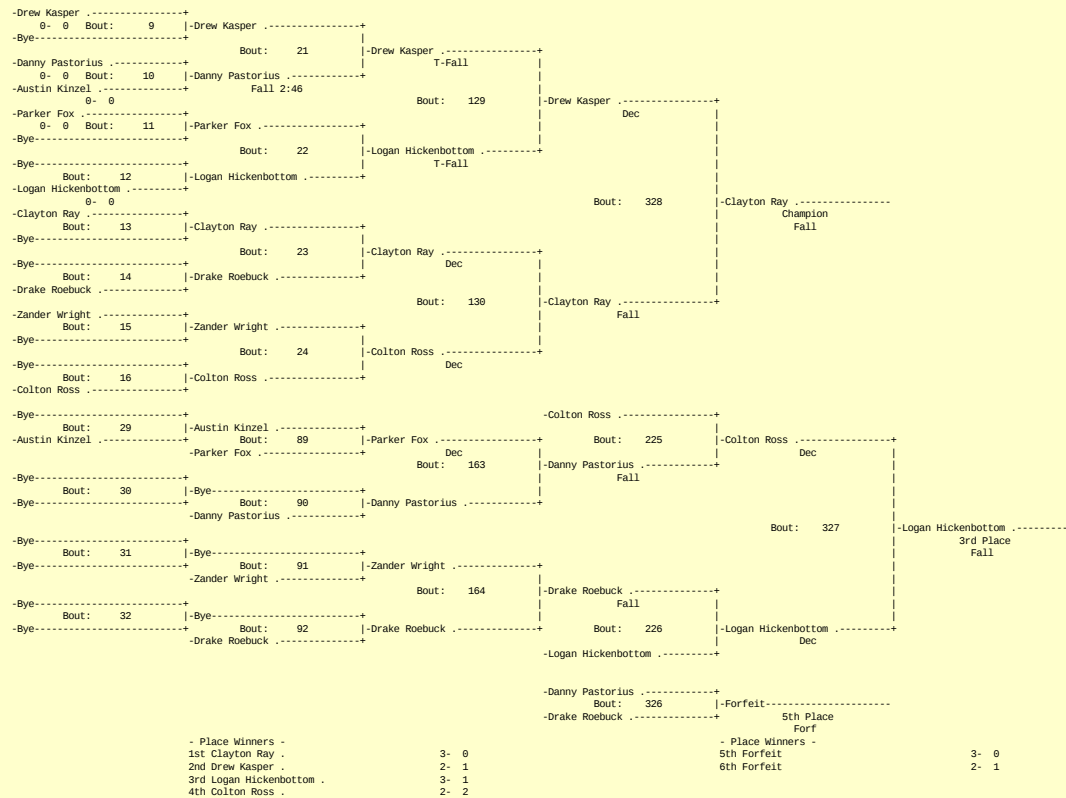 -Drew Kasper .-----------------+
0-  0   Bout:      9      |-Drew Kasper .----------------+
-Bye---------------------------+                              |
Bout:     21         |-Drew Kasper .----------------+
-Danny Pastorius .------------+                              |            T-Fall            |
0-  0   Bout:     10      |-Danny Pastorius .------------+                              |
-Austin Kinzel .--------------+           Fall 2:46                                         |
0-  0                                                       Bout:    129         |-Drew Kasper .----------------+
-Parker Fox .-----------------+                                                             |             Dec              |
0-  0   Bout:     11      |-Parker Fox .-----------------+                              |                              |
-Bye---------------------------+                              |                              |                              |
Bout:     22         |-Logan Hickenbottom .---------+                              |
-Bye---------------------------+                              |            T-Fall                                           |
Bout:     12      |-Logan Hickenbottom .---------+                                                             |
-Logan Hickenbottom .---------+                                                                                            |
0-  0                                                                                      Bout:    328         |-Clayton Ray .----------------
-Clayton Ray .----------------+                                                                                            |          Champion
Bout:     13      |-Clayton Ray .----------------+                                                             |            Fall
-Bye---------------------------+                              |                                                             |
Bout:     23         |-Clayton Ray .----------------+                              |
-Bye---------------------------+                              |             Dec              |                              |
Bout:     14      |-Drake Roebuck .--------------+                              |                              |
-Drake Roebuck .--------------+                                                             |                              |
Bout:    130         |-Clayton Ray .----------------+
-Zander Wright .--------------+                                                             |            Fall
Bout:     15      |-Zander Wright .--------------+                              |
-Bye---------------------------+                              |                              |
Bout:     24         |-Colton Ross .----------------+
-Bye---------------------------+                              |             Dec
Bout:     16      |-Colton Ross .----------------+
-Colton Ross .----------------+
-Bye---------------------------+                                                              -Colton Ross .----------------+
Bout:     29      |-Austin Kinzel .--------------+                                                             |
-Austin Kinzel .--------------+         Bout:     89         |-Parker Fox .-----------------+         Bout:    225         |-Colton Ross .----------------+
-Parker Fox .-----------------+             Dec              |                              |             Dec              |
Bout:    163         |-Danny Pastorius .------------+                              |
-Bye---------------------------+                                                             |            Fall                                             |
Bout:     30      |-Bye--------------------------+                              |                                                             |
-Bye---------------------------+         Bout:     90         |-Danny Pastorius .------------+                                                             |
-Danny Pastorius .------------+                                                                                            |
Bout:    327         |-Logan Hickenbottom .---------
-Bye---------------------------+                                                                                                                           |         3rd Place
Bout:     31      |-Bye--------------------------+                                                                                            |           Fall
-Bye---------------------------+         Bout:     91         |-Zander Wright .--------------+                                                             |
-Zander Wright .--------------+                              |                                                             |
Bout:    164         |-Drake Roebuck .--------------+                              |
-Bye---------------------------+                                                             |            Fall              |                              |
Bout:     32      |-Bye--------------------------+                              |                              |                              |
-Bye---------------------------+         Bout:     92         |-Drake Roebuck .--------------+         Bout:    226         |-Logan Hickenbottom .---------+
-Drake Roebuck .--------------+                                                             |             Dec
-Logan Hickenbottom .---------+
-Danny Pastorius .------------+
Bout:    326         |-Forfeit---------------------
-Drake Roebuck .--------------+          5th Place
Forf
- Place Winners -                                                                          - Place Winners -
1st Clayton Ray .                          3-  0                                           5th Forfeit                                3-  0
2nd Drew Kasper .                          2-  1                                           6th Forfeit                                2-  1
3rd Logan Hickenbottom .                   3-  1
4th Colton Ross .                          2-  2